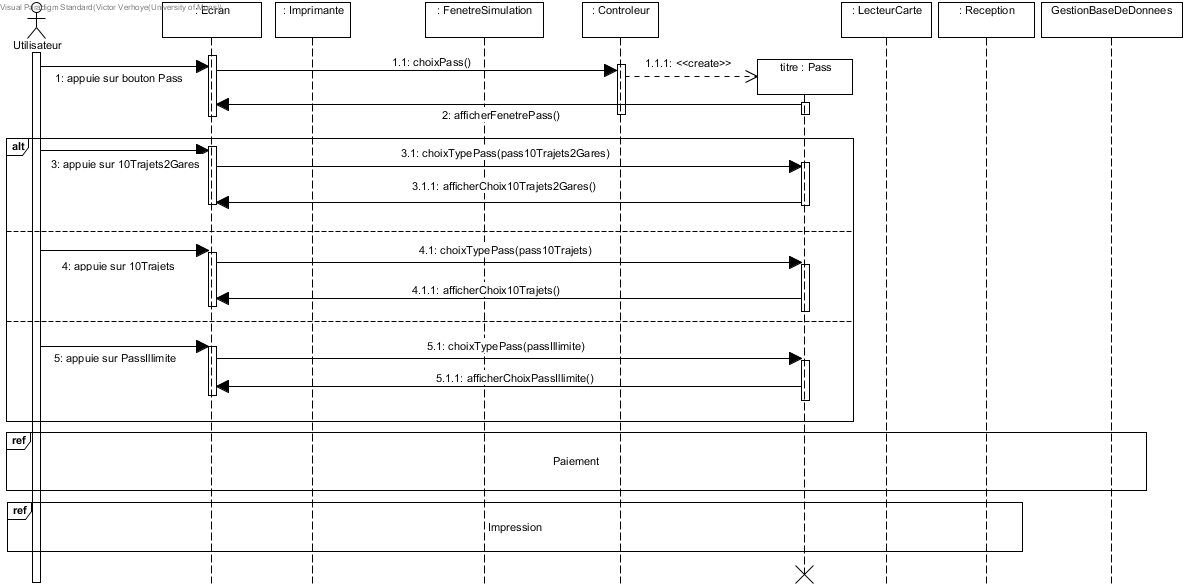 Visual Paradigm Standard(Victor Verhoye(University of Mons))
: Ecran
: Imprimante
: FenetreSimulation
: Controleur
: LecteurCarte
: Reception
GestionBaseDeDonnees
Utilisateur
1: appuie sur bouton Pass
1.1: choixPass()
1.1.1: <<create>>
titre : Pass
2: afficherFenetrePass()
alt
3: appuie sur 10Trajets2Gares
3.1: choixTypePass(pass10Trajets2Gares)
3.1.1: afficherChoix10Trajets2Gares()
4: appuie sur 10Trajets
4.1: choixTypePass(pass10Trajets)
4.1.1: afficherChoix10Trajets()
5: appuie sur PassIllimite
5.1: choixTypePass(passIllimite)
5.1.1: afficherChoixPassIllimite()
ref
Paiement
ref
Impression